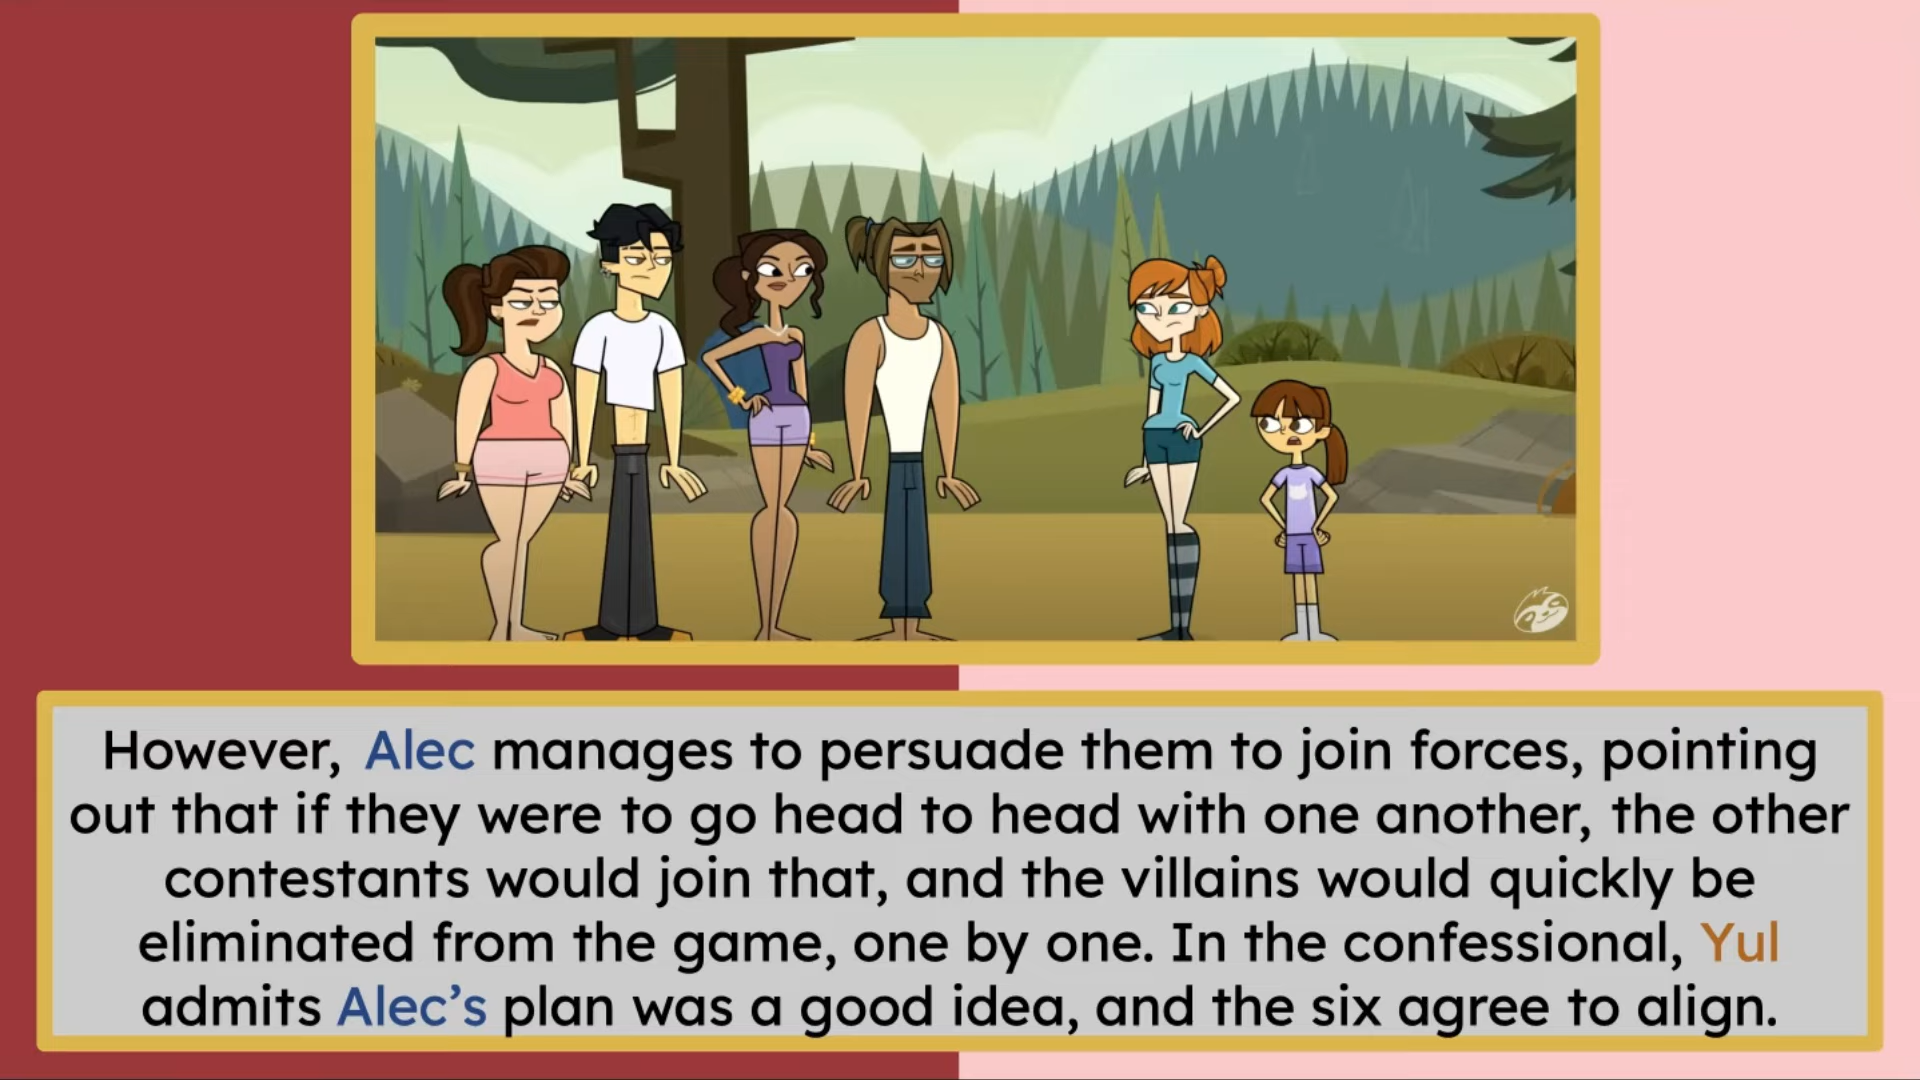 However, Alec manages to persuade them to join forces, pointing
out that if they were to go head to head with one another, the other
contestants would join that, and the villains would quickly be
eliminated from the game, one by one. In the confessional, Yul
admits Alec’s plan was a good idea, and the six agree to align.